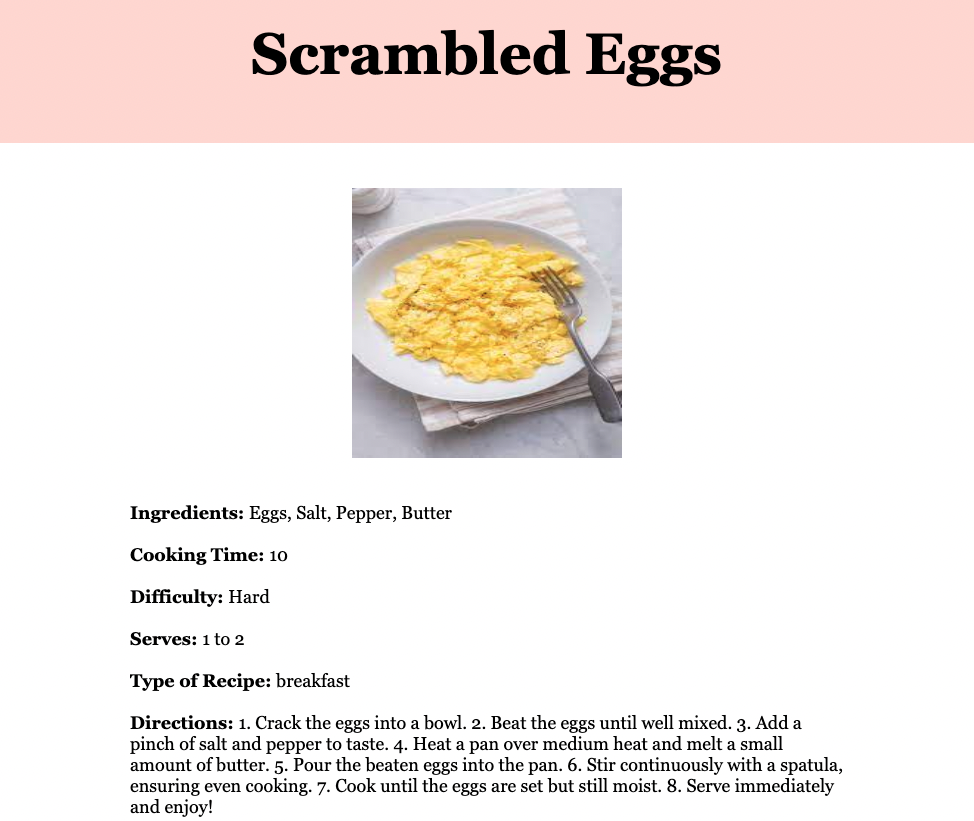 Scrambled Eggs
Ingredients: Eggs, Salt, Pepper, Butter
Cooking Time: 10
Difficulty: Hard
Serves: 1 to 2
Type of Recipe: breakfast
Directions: 1. Crack the eggs into a bowl. 2. Beat the eggs until well mixed. 3. Add a
pinch of salt and pepper to taste. 4. Heat a pan over medium heat and melt a small
amount of butter. 5. Pour the beaten eggs into the pan. 6. Stir continuously with a spatula,
ensuring even cooking. 7. Cook until the eggs are set but still moist. 8. Serve immediately
and enjoy!